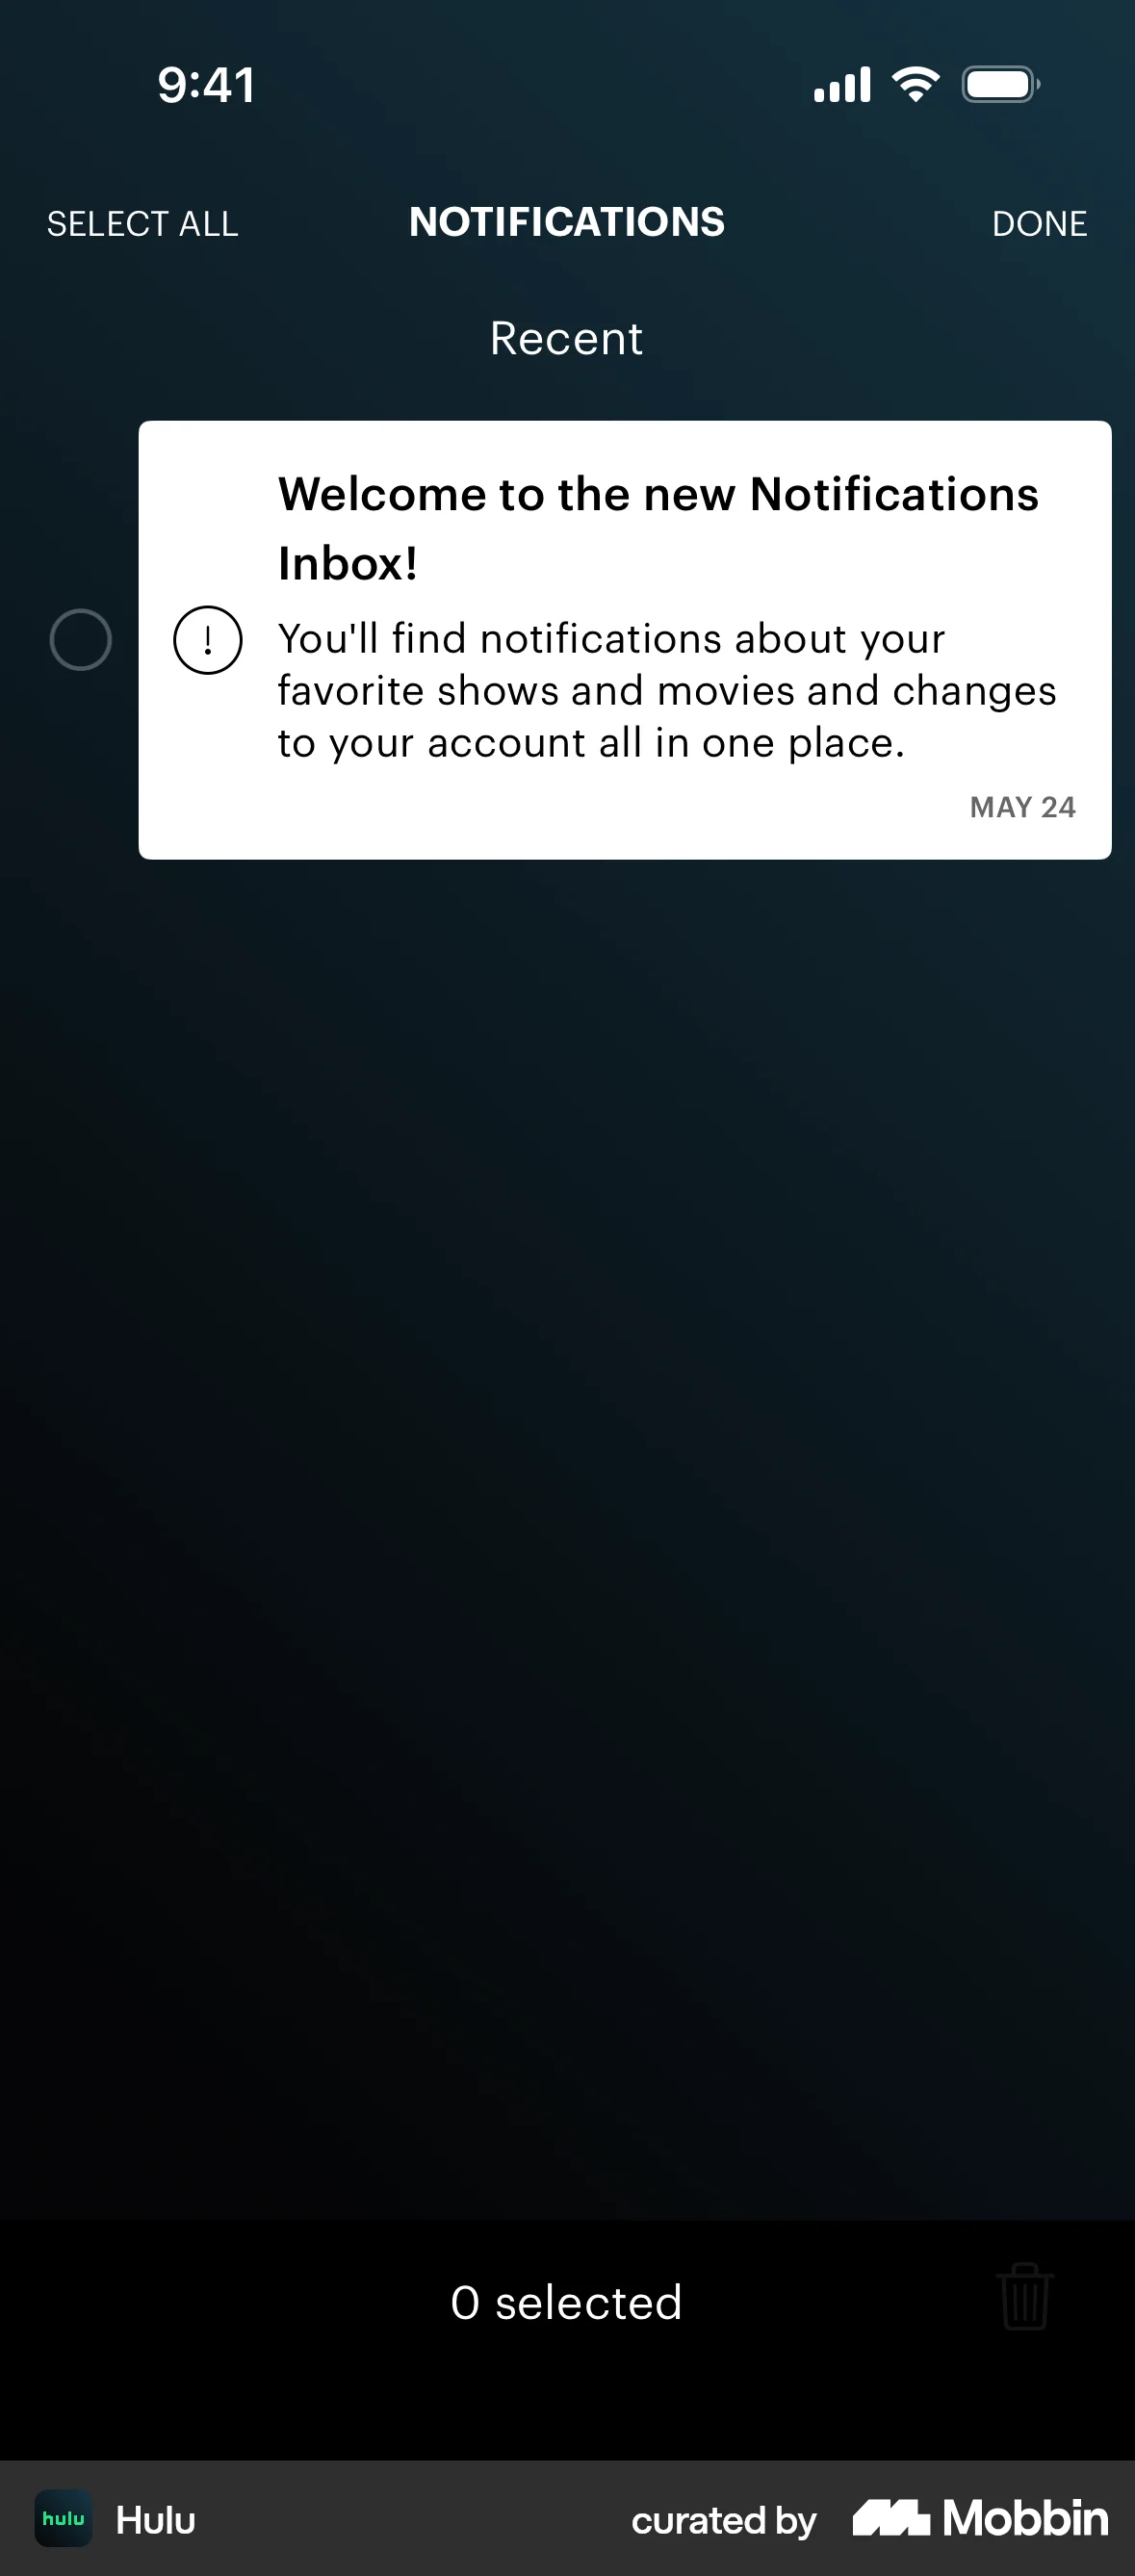 9:41
SELECT ALL
NOTIFICATIONS
DONE
Recent
Welcome to the new Notifications
Inbox!
You'll find notifications about your
favorite shows and movies and changes
to your account all in one place.
MAY 24
0 selected
hulu
Hulu
curated by
Mobbin